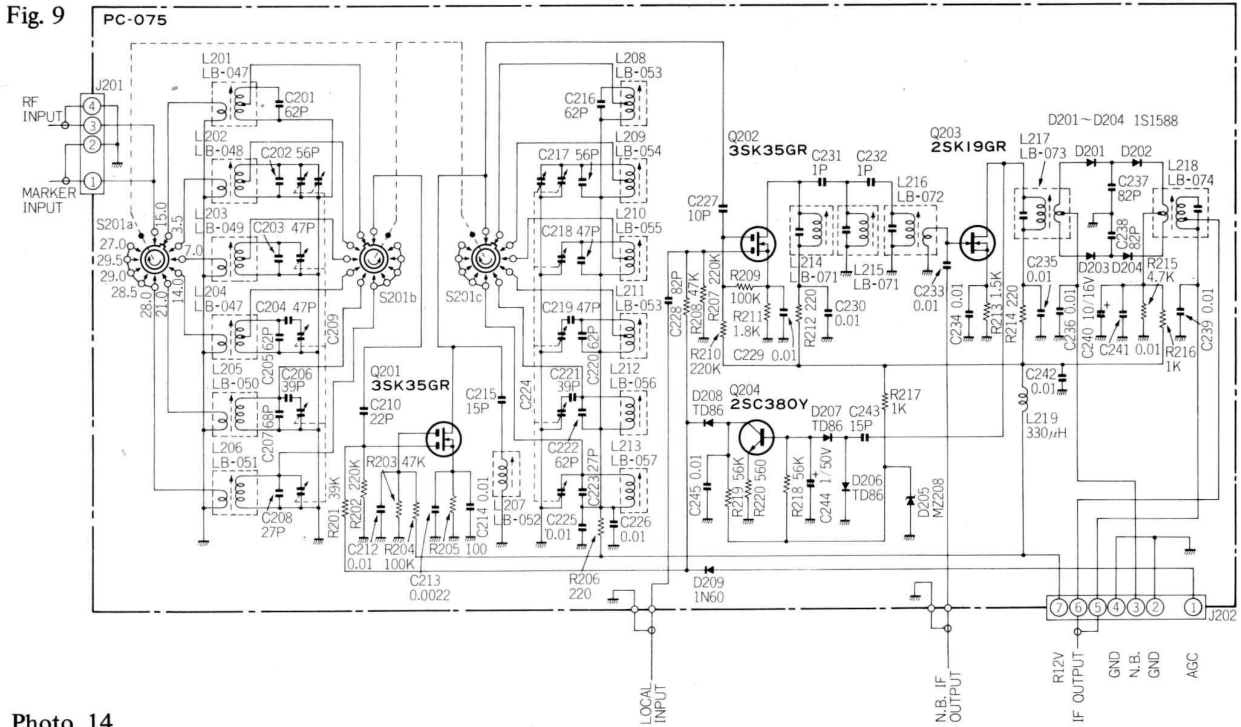 Fig. 9
PC-075
J201
4
3
2
1
RF
INPUT
MARKER
INPUT
S201a
15.0
3.5
7.0
14.0
21.0
28.0
28.5
29.0
29.5
27.0
L201
LB-047
C201
62P
L202
LB-048
C202 56P
L203
LB-049
C203 47P
L204
LB-047
C204 47P
C205 62P
C209
L205
LB-050
C206
39P
C207 68P
L206
LB-051
C208
27P
S201b
S201c
Q201
3SK35GR
C210
22P
R201 39K
R202 220K
R203 47K
C212
0.01
R204
100K
C213
0.0022
R205 100
C214 0.01
C215
15P
L207
LB-052
L208
LB-053
C216
62P
L209
LB-054
C217 56P
L210
LB-055
C218 47P
L211
LB-053
C219 47P
C220 62P
C224
L212
LB-056
C221
39P
C222
62P
L213
LB-057
C223 27P
C225
0.01
C226
0.01
R206
220
Q202
3SK35GR
C227
10P
C228 82P
R208 47K
R207 220K
R209
100K
R210
220K
R211
1.8K
C229 0.01
R212 220
C230
0.01
C231
1P
C232
1P
L214
LB-071
L215
LB-071
L216
LB-072
Q203
2SK19GR
C233
0.01
C234 0.01
R213 1.5K
R214 220
C235
0.01
C236 0.01
L217
LB-073
D201~D204 1S1588
D201
D202
C237
82P
C238
82P
D203
D204
L218
LB-074
C240 10/16V
C241
0.01
R215
4.7K
R216
1K
C239 0.01
C242
0.01
L219
330μH
R217
1K
Q204
2SC380Y
D208
TD86
D207
TD86
C243
15P
C245 0.01
R219 56K
R220 560
R218 56K
C244 1/50V
D206
TD86
D205
MZ208
D209
1N60
7
6
5
4
3
2
1
J202
LOCAL
INPUT
N.B. IF
OUTPUT
R12V
IF OUTPUT
GND
N.B.
GND
AGC
Photo. 14